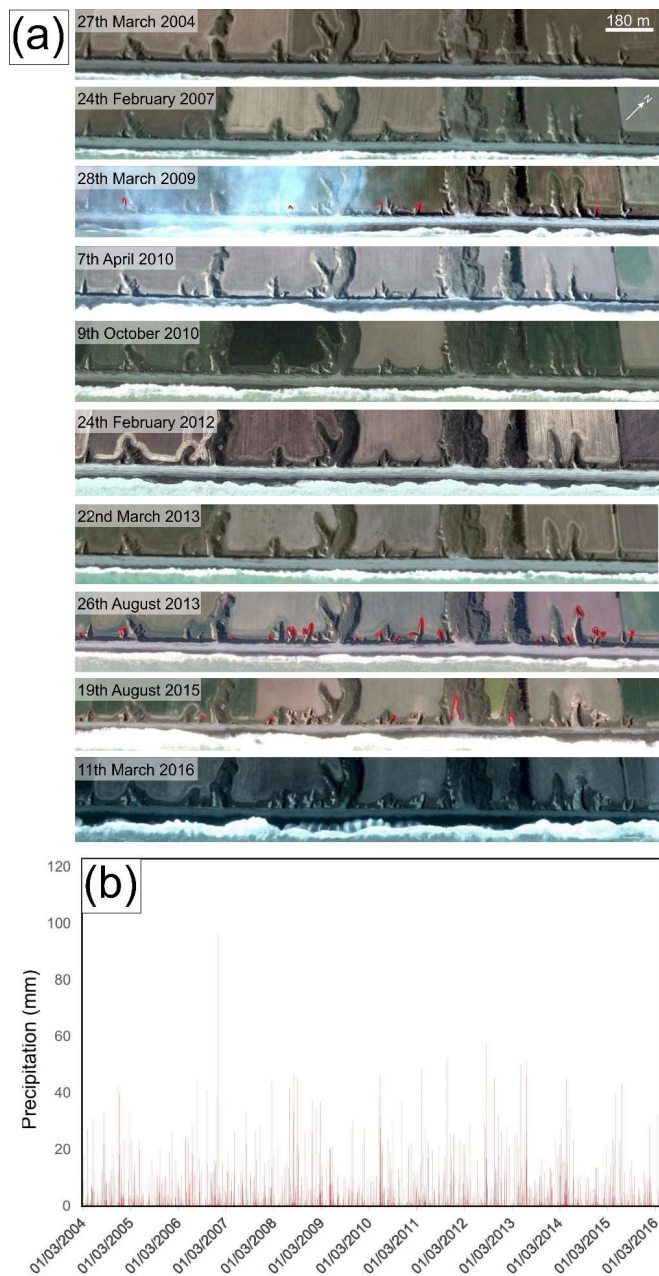 (a)
27th March 2004
180 m
24th February 2007
N
28th March 2009
7th April 2010
9th October 2010
24th February 2012
22nd March 2013
26th August 2013
19th August 2015
11th March 2016
(b)
Precipitation (mm)
120
100
80
60
40
20
0
01/03/2004
01/03/2005
01/03/2006
01/03/2007
01/03/2008
01/03/2009
01/03/2010
01/03/2011
01/03/2012
01/03/2013
01/03/2014
01/03/2015
01/03/2016